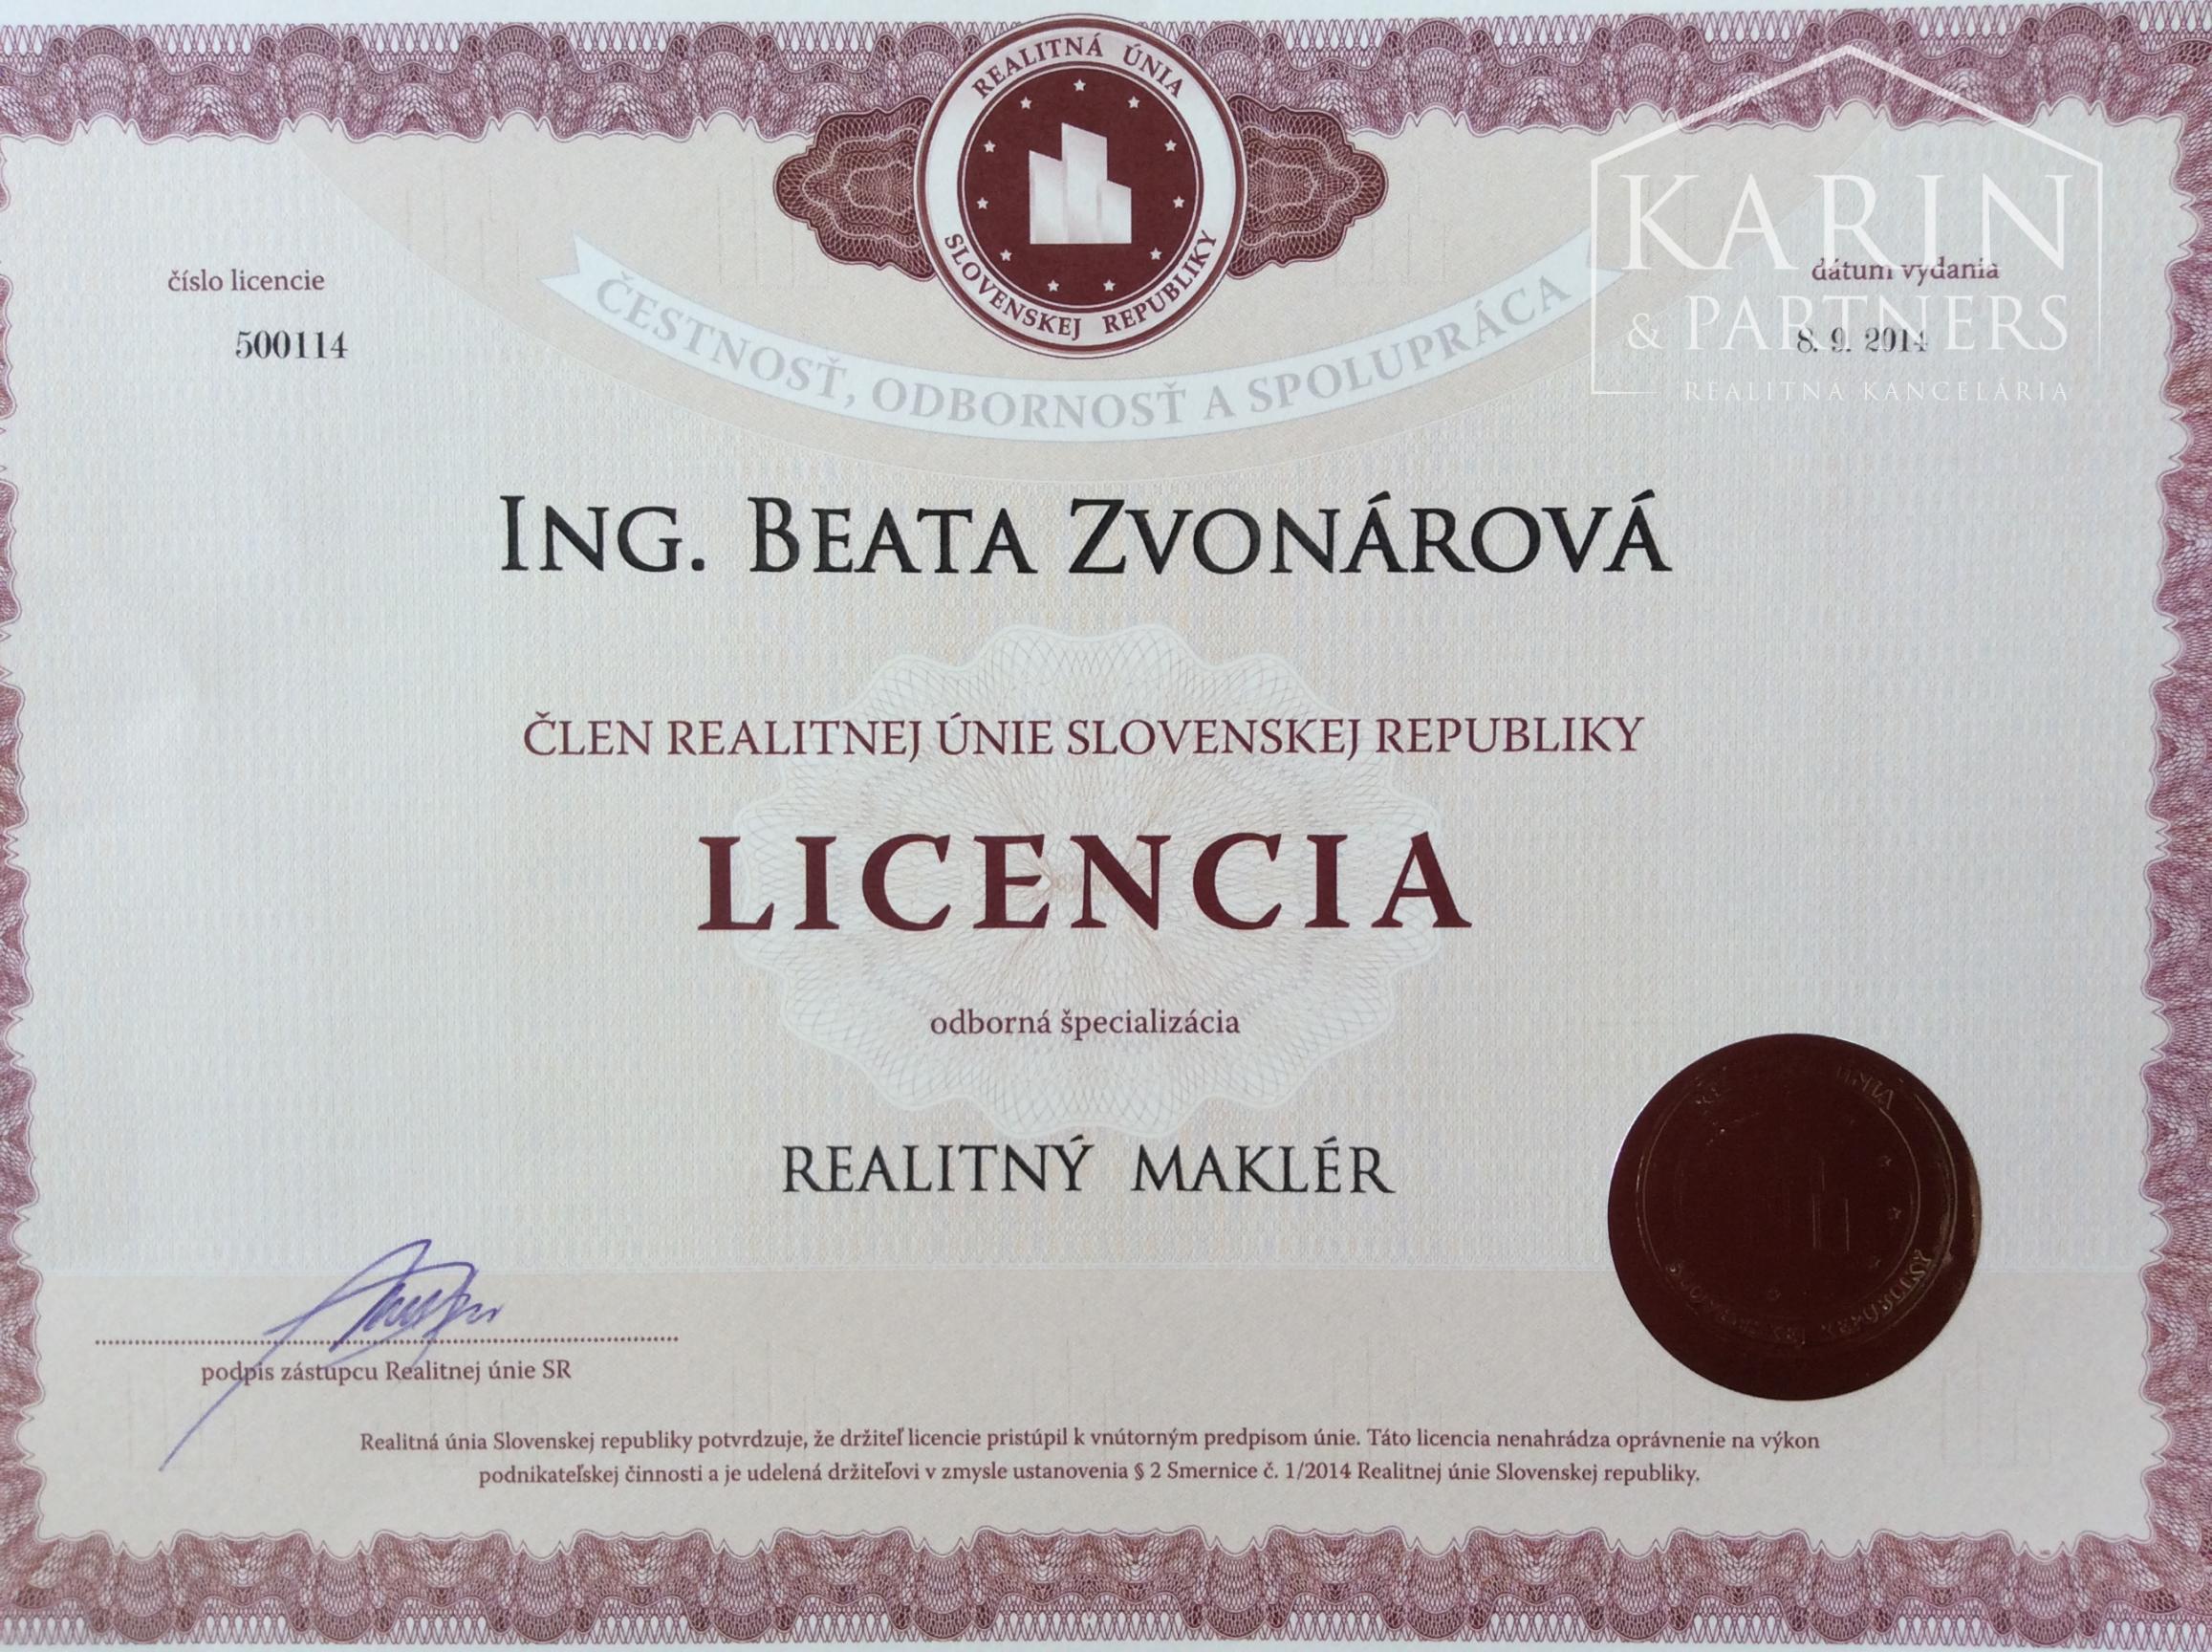 REALITNÁ ÚNIA
SLOVENSKEJ REPUBLIKY
KARIN
& PARTNERS
REALITNÁ KANCELÁRIA
číslo licencie
500114
dátum vydania
8. 9. 2014
ČESTNOSŤ, ODBORNOSŤ A SPOLUPRÁCA
ING. BEATA ZVONÁROVÁ
ČLEN REALITNEJ ÚNIE SLOVENSKEJ REPUBLIKY
LICENCIA
odborná špecializácia
REALITNÝ MAKLÉR
ÚNIA
REPUBLIKY
podpis zástupcu Realitnej únie SR
Realitná únia Slovenskej republiky potvrdzuje, že držiteľ licencie pristúpil k vnútorným predpisom únie. Táto licencia nenahrádza oprávnenie na výkon
podnikateľskej činnosti a je udelená držiteľovi v zmysle ustanovenia § 2 Smernice č. 1/2014 Realitnej únie Slovenskej republiky.